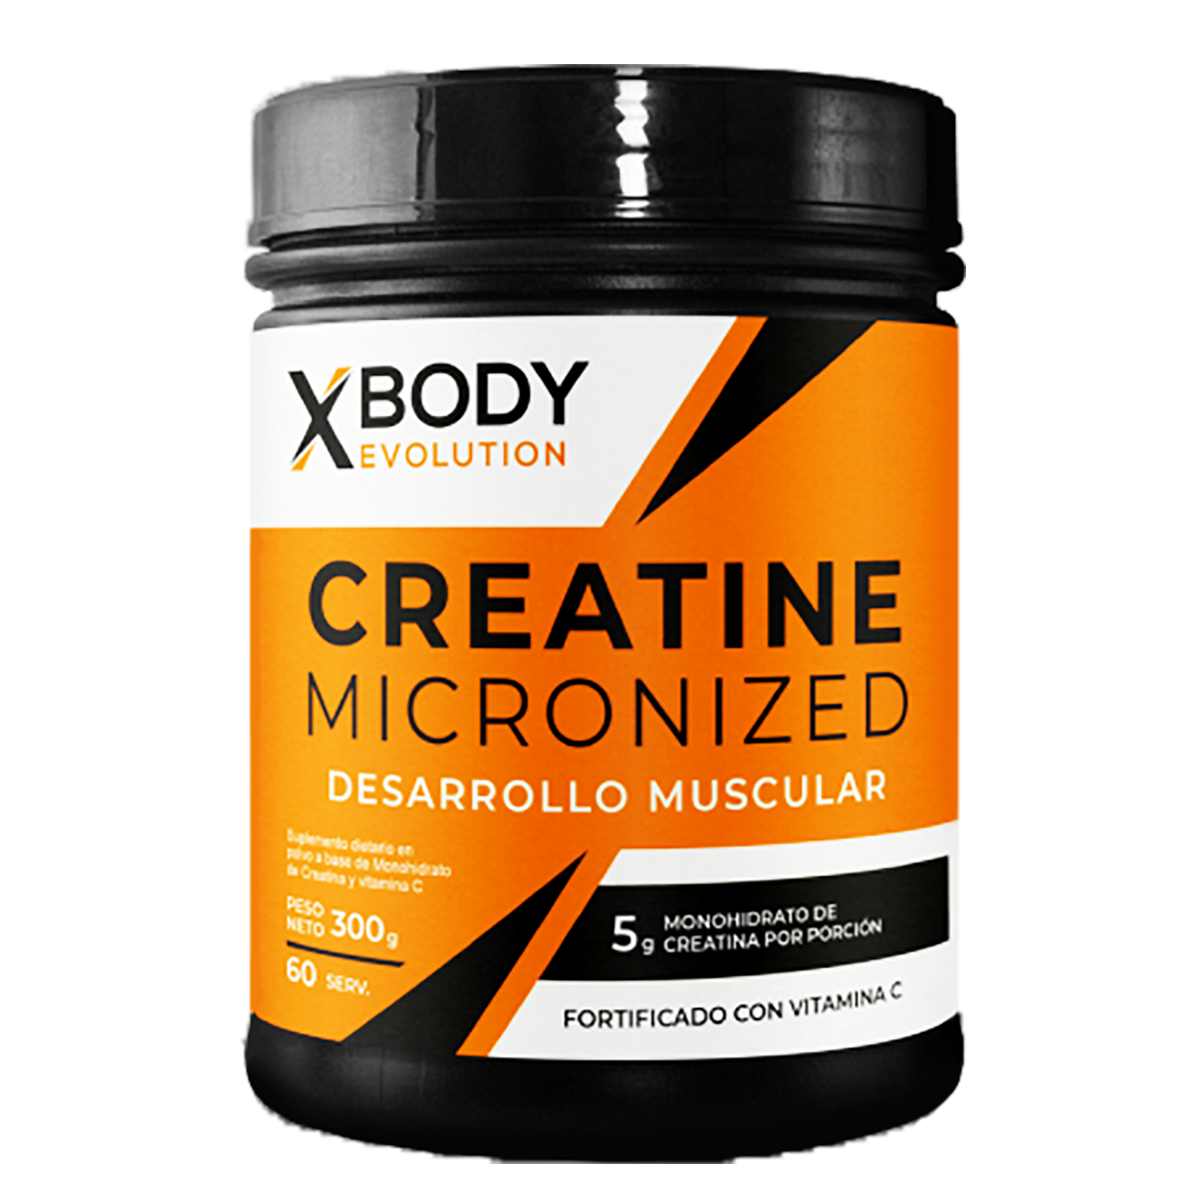 XBODY
EVOLUTION
CREATINE
MICRONIZED
DESARROLLO MUSCULAR
Suplemento dietario en
polvo a base de Monohidrato
de Creatina y vitamina C
PESO
NETO 300g
60 SERV.
5g MONOHIDRATO DE
CREATINA POR PORCIÓN
FORTIFICADO CON VITAMINA C